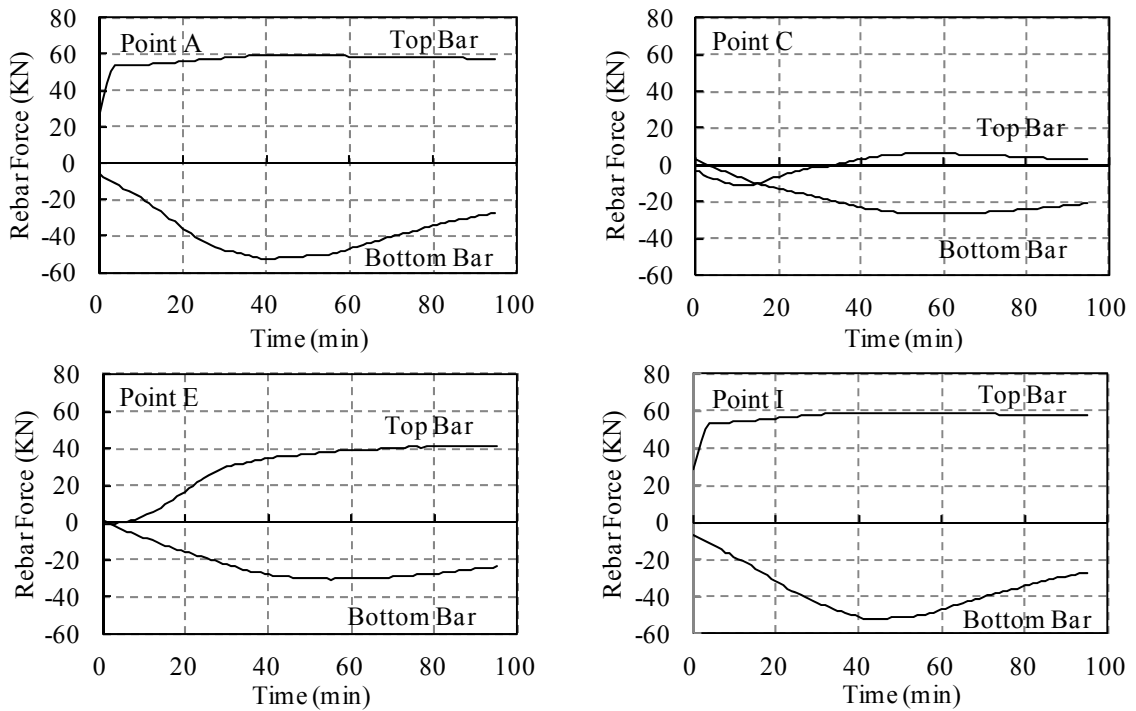 Rebar Force (KN)
80
60
40
20
0
-20
-40
-60
Point A
Top Bar
Bottom Bar
0 20 40 60 80 100
Time (min)
Rebar Force (KN)
80
60
40
20
0
-20
-40
-60
Point C
Top Bar
Bottom Bar
0 20 40 60 80 100
Time (min)
Rebar Force (KN)
80
60
40
20
0
-20
-40
-60
Point E
Top Bar
Bottom Bar
0 20 40 60 80 100
Time (min)
Rebar Force (KN)
80
60
40
20
0
-20
-40
-60
Point I
Top Bar
Bottom Bar
0 20 40 60 80 100
Time (min)